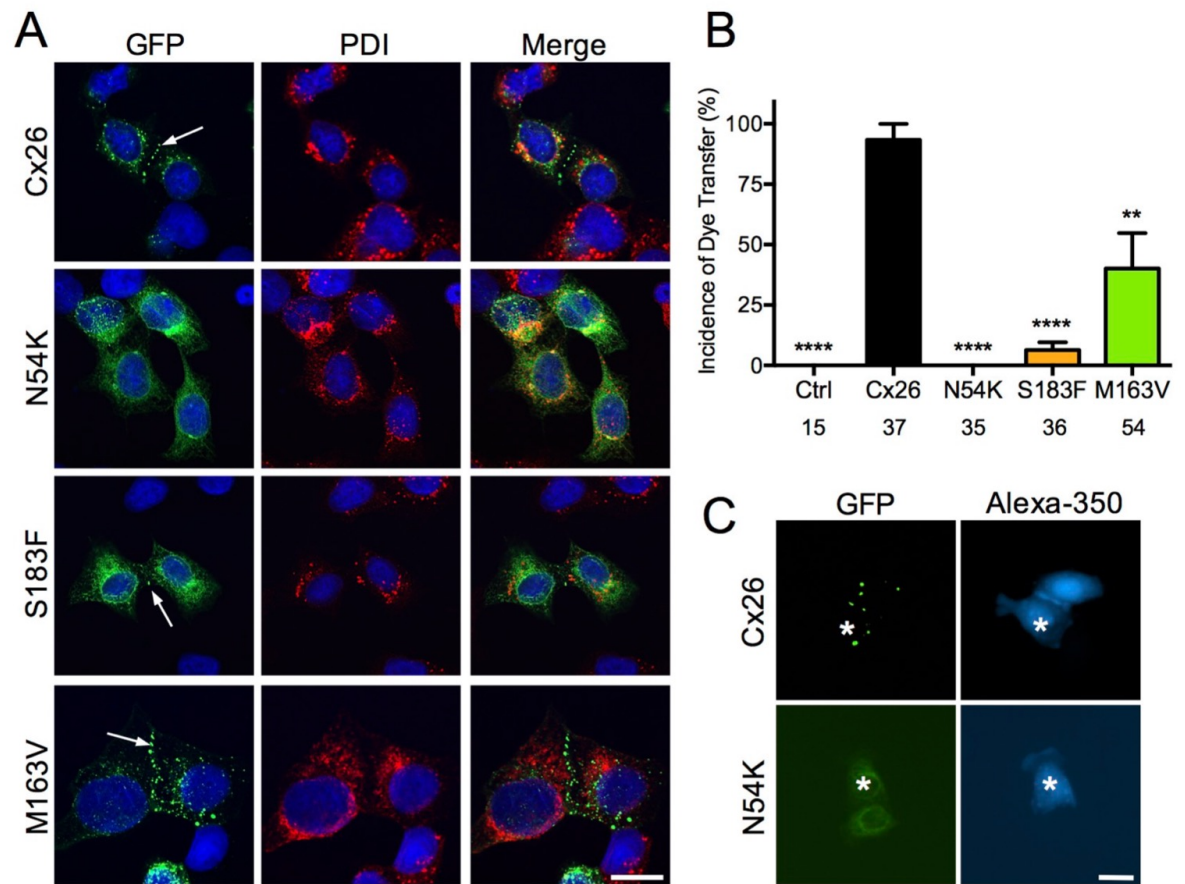 A
GFP PDI Merge
Cx26
N54K
S183F
M163V
B
Incidence of Dye Transfer (%)
100
75
50
25
0
**** **** **** **
Ctrl Cx26 N54K S183F M163V
15 37 35 36 54
C
GFP Alexa-350
Cx26
* *
N54K
* *